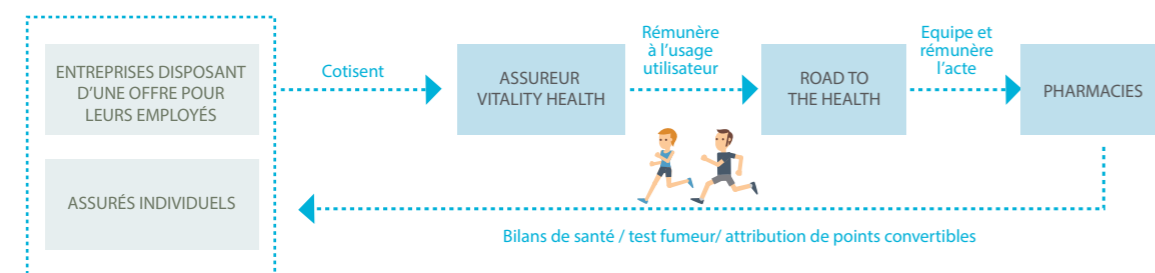 ENTREPRISES DISPOSANT
D'UNE OFFRE POUR
LEURS EMPLOYÉS
ASSURÉS INDIVIDUELS
Cotisent
ASSUREUR
VITALITY HEALTH
Rémunère
à l'usage
utilisateur
ROAD TO
THE HEALTH
Equipe et
rémunère
l'acte
PHARMACIES
Bilans de santé / test fumeur/ attribution de points convertibles